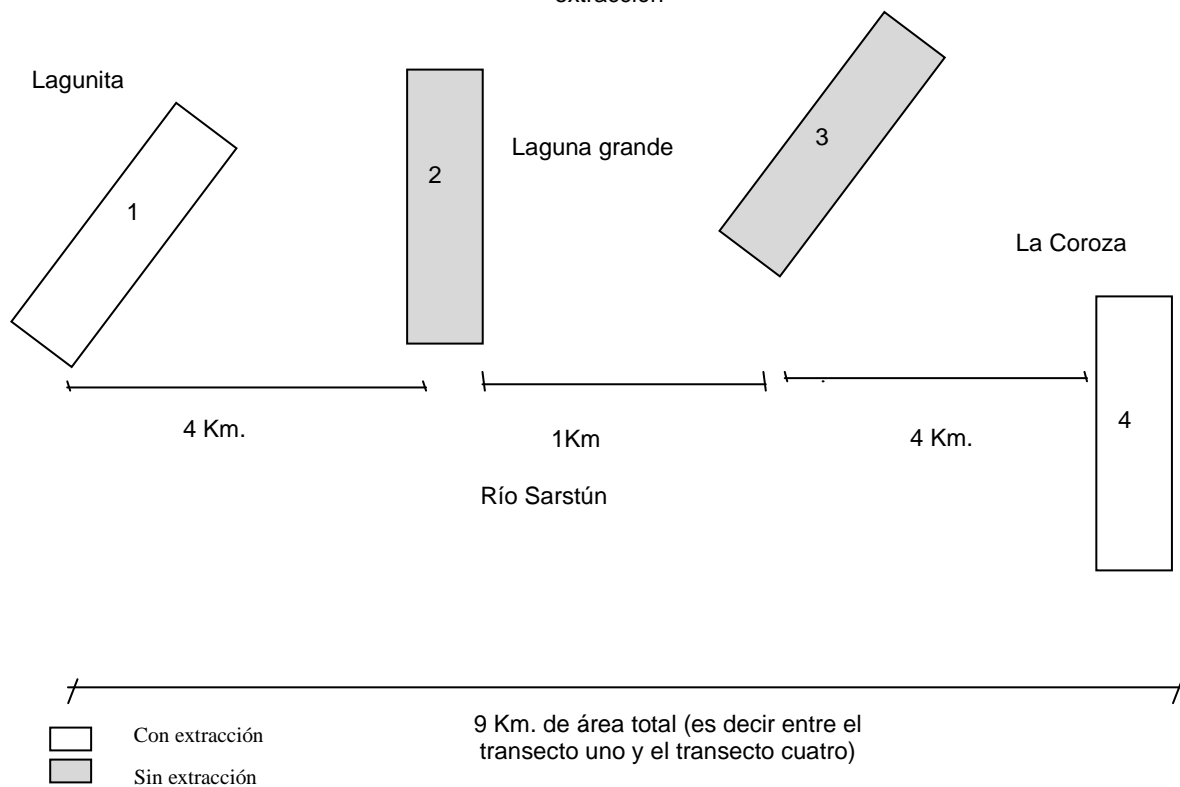 extracción
Lagunita
Laguna grande
La Coroza
1
2
3
4
4 Km.
1Km
4 Km.
Río Sarstún
9 Km. de área total (es decir entre el
transecto uno y el transecto cuatro)
Con extracción
Sin extracción